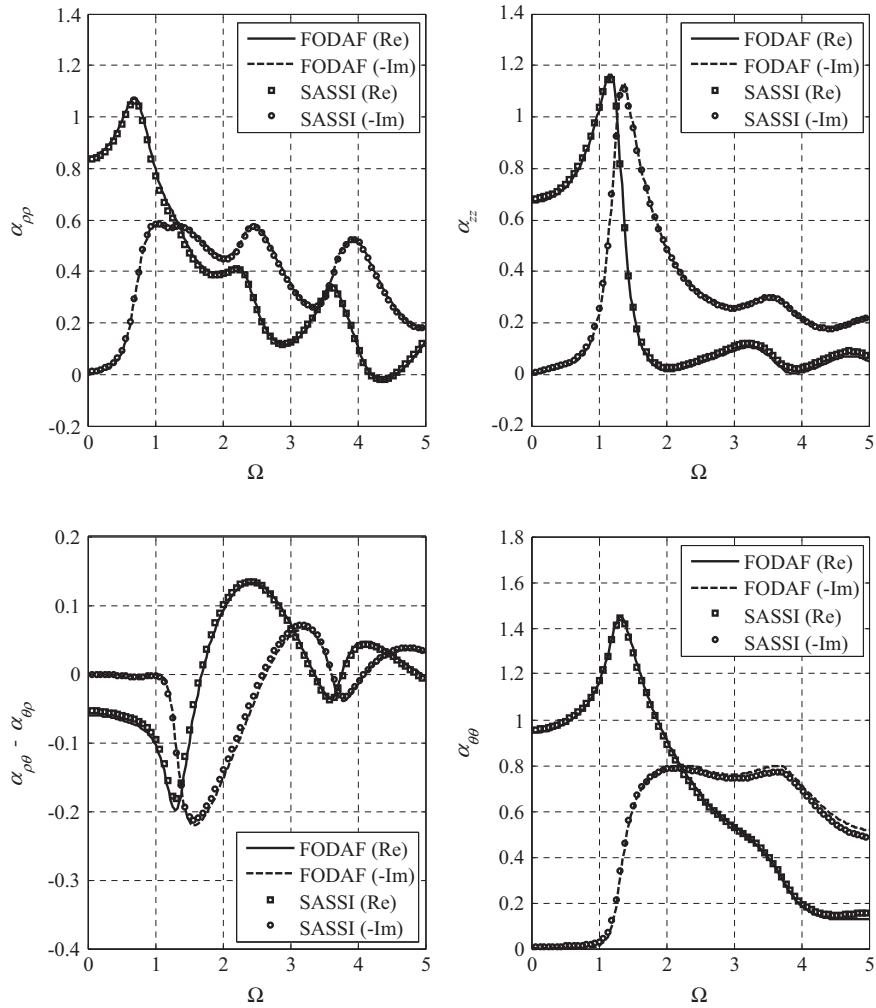 1.4
1.2
1
0.8
0.6
0.4
0.2
0
-0.2
α_ρρ
FODAF (Re)
FODAF (-Im)
SASSI (Re)
SASSI (-Im)
0 1 2 3 4 5
Ω
1.4
1.2
1
0.8
0.6
0.4
0.2
0
-0.2
α_zz
FODAF (Re)
FODAF (-Im)
SASSI (Re)
SASSI (-Im)
0 1 2 3 4 5
Ω
0.2
0.1
0
-0.1
-0.2
-0.3
-0.4
α_ρθ - α_θρ
FODAF (Re)
FODAF (-Im)
SASSI (Re)
SASSI (-Im)
0 1 2 3 4 5
Ω
1.8
1.6
1.4
1.2
1
0.8
0.6
0.4
0.2
0
α_θθ
FODAF (Re)
FODAF (-Im)
SASSI (Re)
SASSI (-Im)
0 1 2 3 4 5
Ω